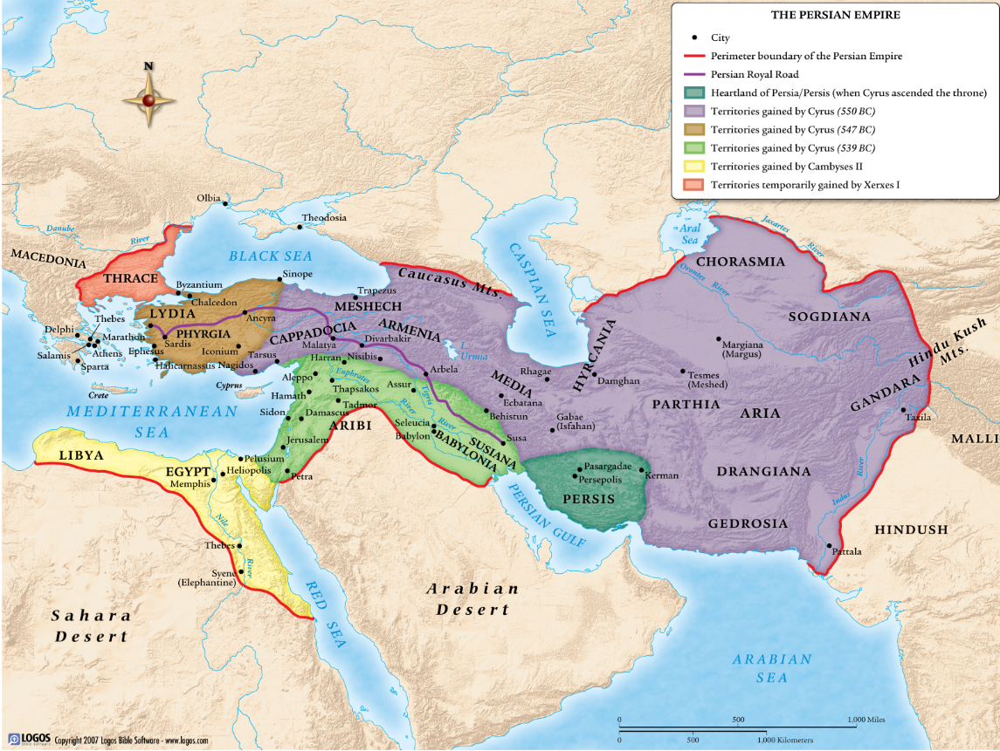 THE PERSIAN EMPIRE
City
Perimeter boundary of the Persian Empire
Persian Royal Road
Heartland of Persia/Persis (when Cyrus ascended the throne)
Territories gained by Cyrus (550 BC)
Territories gained by Cyrus (547 BC)
Territories gained by Cyrus (539 BC)
Territories gained by Cambyses II
Territories temporarily gained by Xerxes I
N
Olbia
Theodosia
Danube
River
MACEDONIA
THRACE
BLACK SEA
Sinope
Byzantium
Chalcedon
Trapezus
Caucasus Mts.
CASPIAN SEA
Aral
Sea
Jaxartes
River
CHORASMIA
Oronter River
SOGDIANA
Hindu Kush
Mts.
Thebes
Delphi
Marathon
Salamis
Athens
Sparta
LYDIA
PHYRGIA
Sardis
Ephesus
Iconium
Halicarnassus
Nagidos
Ancyra
Tarsus
CAPPADOCIA
MESHECH
ARMENIA
Malatya
Divarbakir
Harran
Nisibis
L.
Urmia
Arbela
MEDIA
Rhagae
HYRCANIA
Damghan
Margiana
(Margus)
Tesmes
(Meshed)
PARTHIA
ARIA
GANDARA
Taxila
MALLI
Crete
Cyprus
MEDITERRANEAN
SEA
Aleppo
Hamath
Euphrates
River
Thapsakos
Tadmor
Sidon
Damascus
ARIBI
Assur
Tigris
River
Ecbatana
Behistun
Seleucia
Babylon
BABYLONIA
SUSIANA
Susa
Gabae
(Isfahan)
Jerusalem
Petra
LIBYA
EGYPT
Pelusium
Heliopolis
Memphis
Nile
River
Thebes
Syene
(Elephantine)
Pasargadae
Persepolis
Kerman
PERSIS
PERSIAN GULF
DRANGIANA
GEDROSIA
Indus
River
HINDUSH
Pattala
RED SEA
Arabian
Desert
Sahara
Desert
ARABIAN
SEA
0
500
1,000 Miles
0
500
1,000 Kilometers
LOGOS
Bible Software
Copyright 2007 Logos Bible Software - www.logos.com